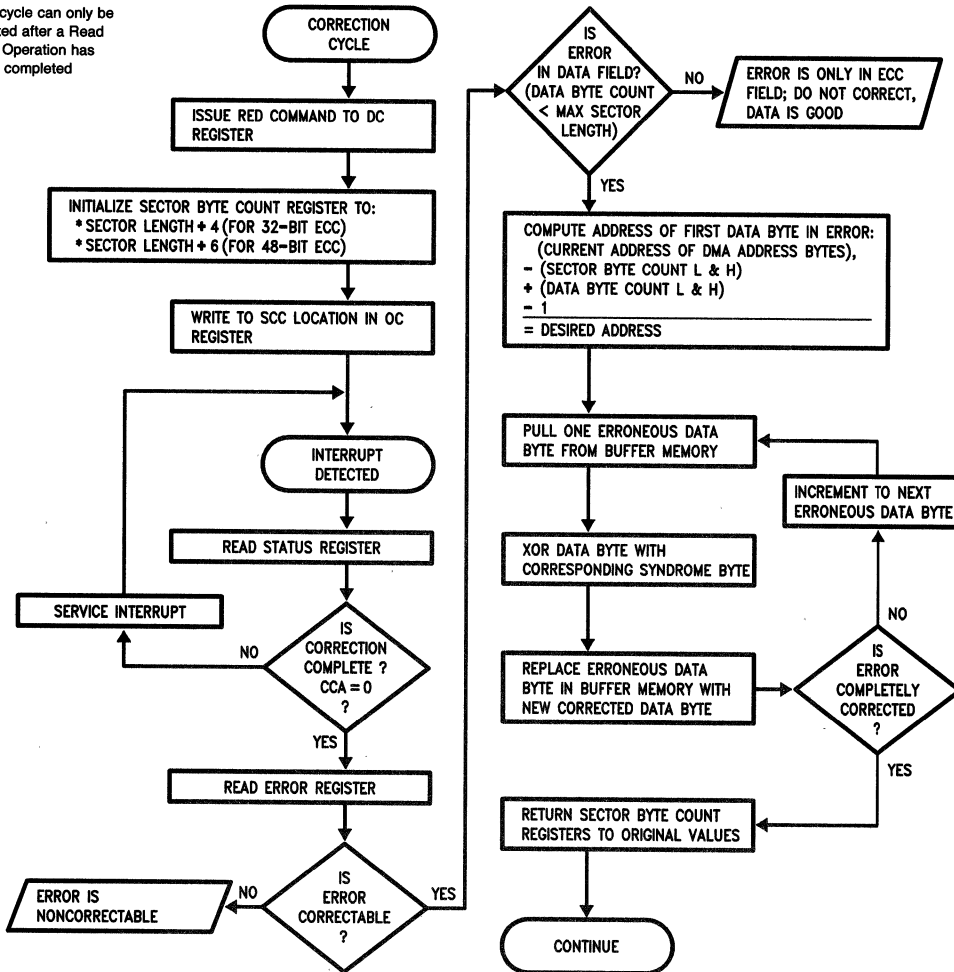 cycle can only be
ted after a Read
Operation has
completed
CORRECTION
CYCLE
ISSUE RED COMMAND TO DC
REGISTER
INITIALIZE SECTOR BYTE COUNT REGISTER TO:
* SECTOR LENGTH + 4 (FOR 32-BIT ECC)
* SECTOR LENGTH + 6 (FOR 48-BIT ECC)
WRITE TO SCC LOCATION IN OC
REGISTER
INTERRUPT
DETECTED
READ STATUS REGISTER
SERVICE INTERRUPT
NO
IS
CORRECTION
COMPLETE ?
CCA = 0
?
YES
READ ERROR REGISTER
ERROR IS
NONCORRECTABLE
NO
IS
ERROR
CORRECTABLE
?
YES
IS
ERROR
IN DATA FIELD?
(DATA BYTE COUNT
< MAX SECTOR
LENGTH)
NO
ERROR IS ONLY IN ECC
FIELD; DO NOT CORRECT,
DATA IS GOOD
YES
COMPUTE ADDRESS OF FIRST DATA BYTE IN ERROR:
(CURRENT ADDRESS OF DMA ADDRESS BYTES),
- (SECTOR BYTE COUNT L & H)
+ (DATA BYTE COUNT L & H)
- 1
= DESIRED ADDRESS
PULL ONE ERRONEOUS DATA
BYTE FROM BUFFER MEMORY
INCREMENT TO NEXT
ERRONEOUS DATA BYTE
XOR DATA BYTE WITH
CORRESPONDING SYNDROME BYTE
NO
REPLACE ERRONEOUS DATA
BYTE IN BUFFER MEMORY WITH
NEW CORRECTED DATA BYTE
IS
ERROR
COMPLETELY
CORRECTED
?
YES
RETURN SECTOR BYTE COUNT
REGISTERS TO ORIGINAL VALUES
CONTINUE